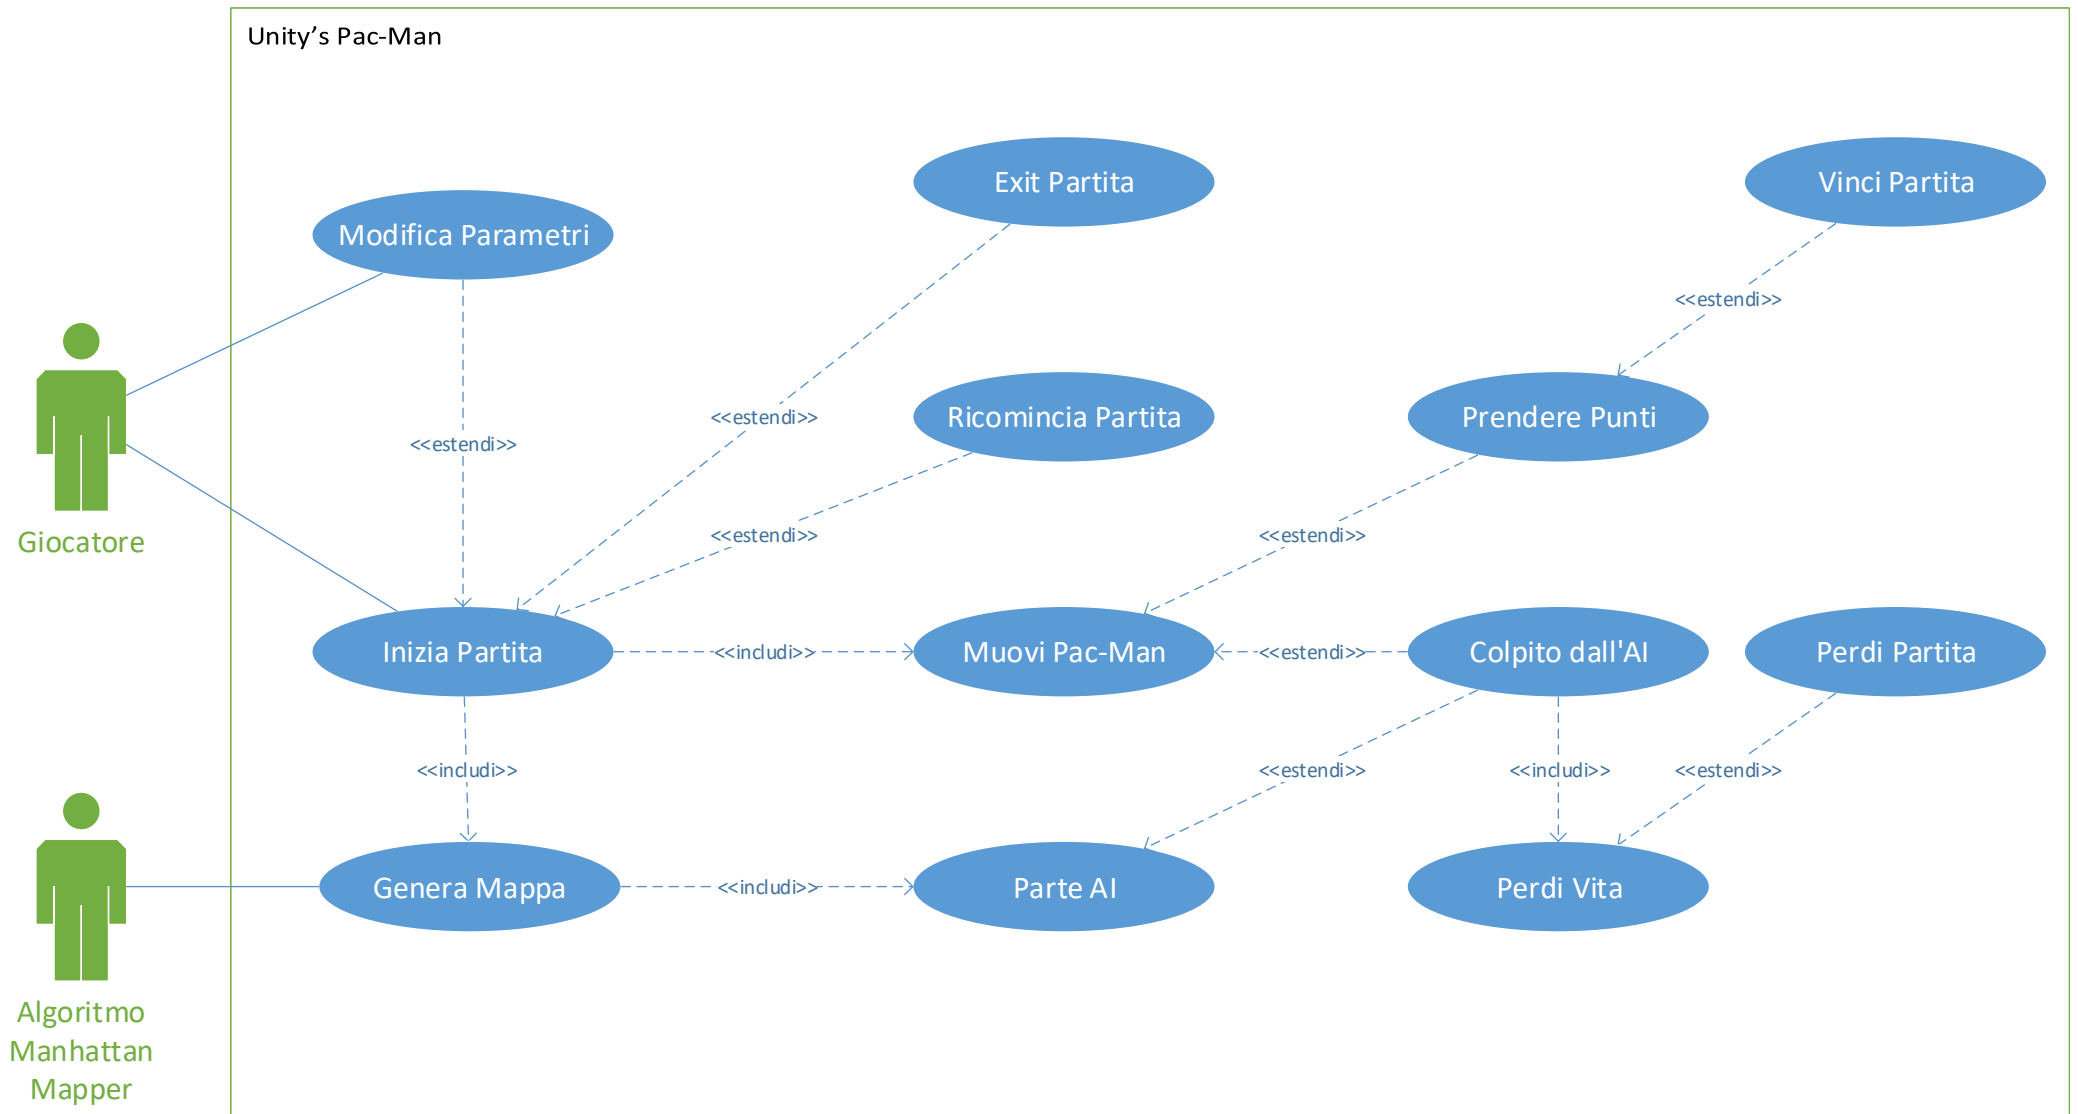 Unity’s Pac-Man
Exit Partita
Vinci Partita
Modifica Parametri
<<estendi>>
<<estendi>>
Ricomincia Partita
Prendere Punti
<<estendi>>
Giocatore
<<estendi>>
<<estendi>>
Inizia Partita
<<includi>>
Muovi Pac-Man
<<estendi>>
Colpito dall'AI
Perdi Partita
<<includi>>
<<estendi>>
<<includi>>
<<estendi>>
Genera Mappa
<<includi>>
Parte AI
Perdi Vita
Algoritmo
Manhattan
Mapper